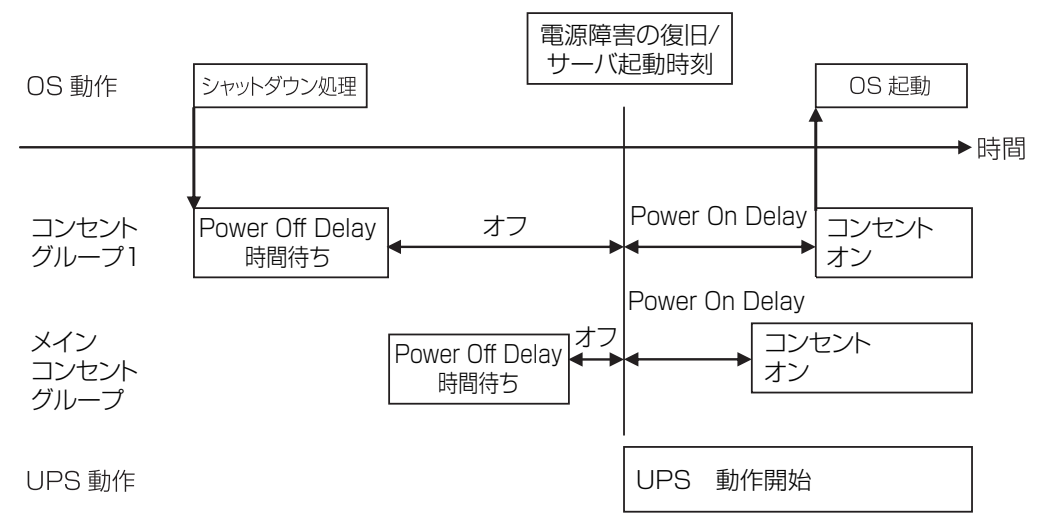 電源障害の復旧/
サーバ起動時刻
OS 動作
シャットダウン処理
OS 起動
時間
コンセント
グループ1
Power Off Delay
時間待ち
オフ
Power On Delay
コンセント
オン
メイン
コンセント
グループ
Power Off Delay
時間待ち
オフ
Power On Delay
コンセント
オン
UPS 動作
UPS 動作開始